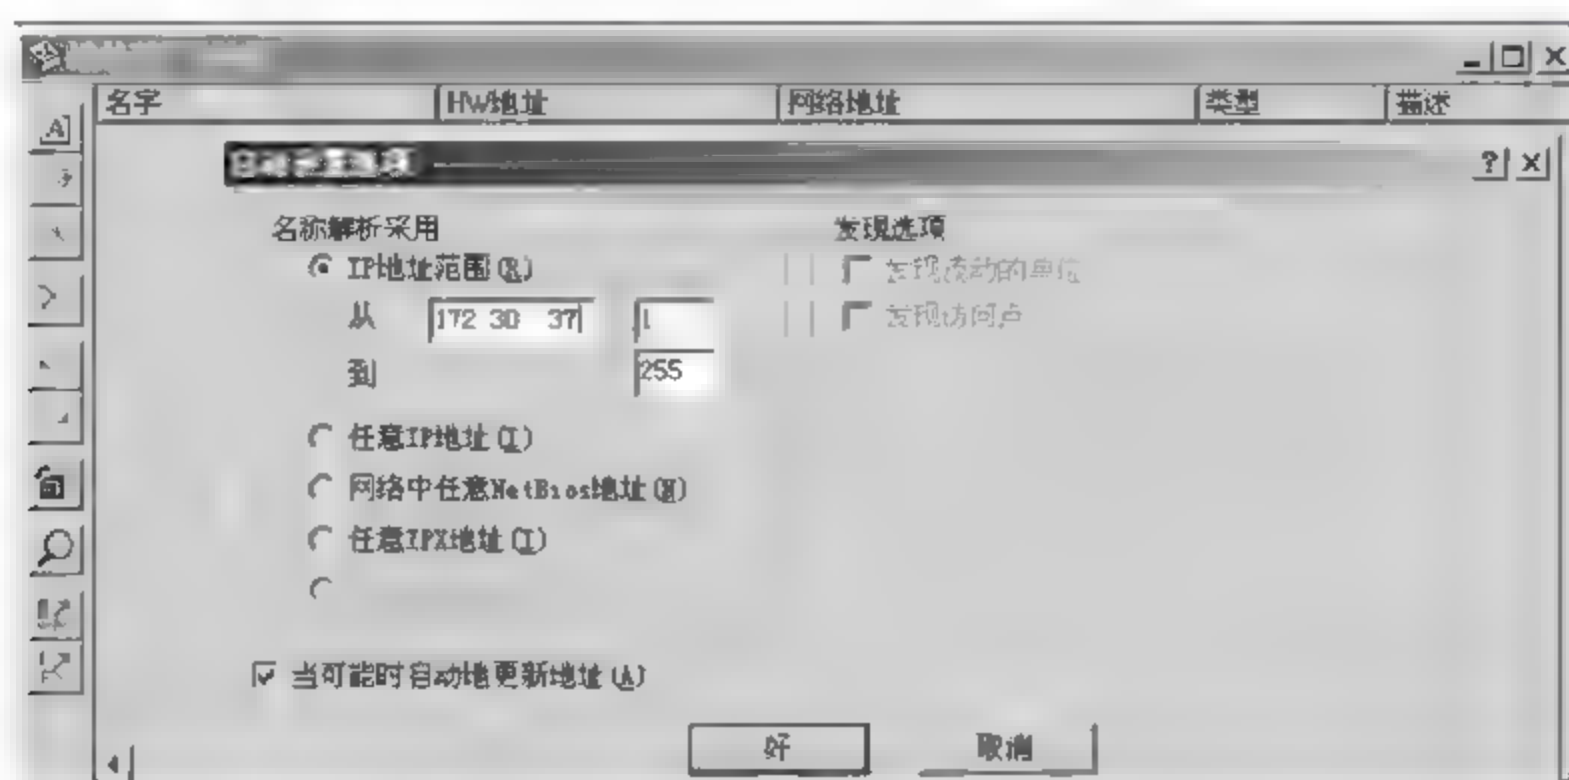 名字 HW地址 网络地址 类型 描述
名称解析采用 发现选项
IP地址范围(R) 发现流动的单位
从 172 30 37 1 发现访问点
到 255
任意IP地址(I)
网络中任意NetBios地址(N)
任意IPX地址(I)
当可能时自动地更新地址(A)
好 取消